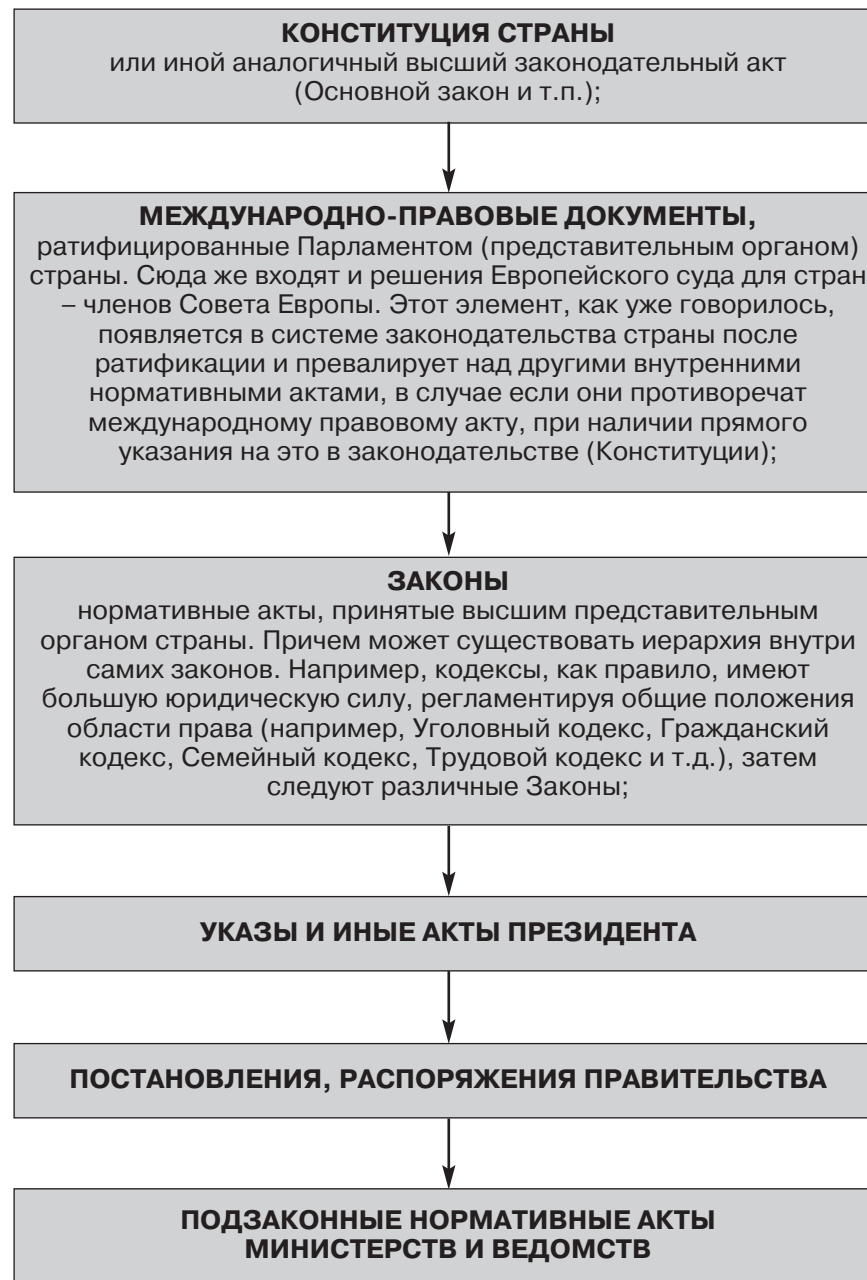 КОНСТИТУЦИЯ СТРАНЫ
или иной аналогичный высший законодательный акт
(Основной закон и т.п.);
МЕЖДУНАРОДНО-ПРАВОВЫЕ ДОКУМЕНТЫ,
ратифицированные Парламентом (представительным органом)
страны. Сюда же входят и решения Европейского суда для стран
– членов Совета Европы. Этот элемент, как уже говорилось,
появляется в системе законодательства страны после
ратификации и превалирует над другими внутренними
нормативными актами, в случае если они противоречат
международному правовому акту, при наличии прямого
указания на это в законодательстве (Конституции);
ЗАКОНЫ
нормативные акты, принятые высшим представительным
органом страны. Причем может существовать иерархия внутри
самих законов. Например, кодексы, как правило, имеют
большую юридическую силу, регламентируя общие положения
области права (например, Уголовный кодекс, Гражданский
кодекс, Семейный кодекс, Трудовой кодекс и т.д.), затем
следуют различные Законы;
УКАЗЫ И ИНЫЕ АКТЫ ПРЕЗИДЕНТА
ПОСТАНОВЛЕНИЯ, РАСПОРЯЖЕНИЯ ПРАВИТЕЛЬСТВА
ПОДЗАКОННЫЕ НОРМАТИВНЫЕ АКТЫ
МИНИСТЕРСТВ И ВЕДОМСТВ